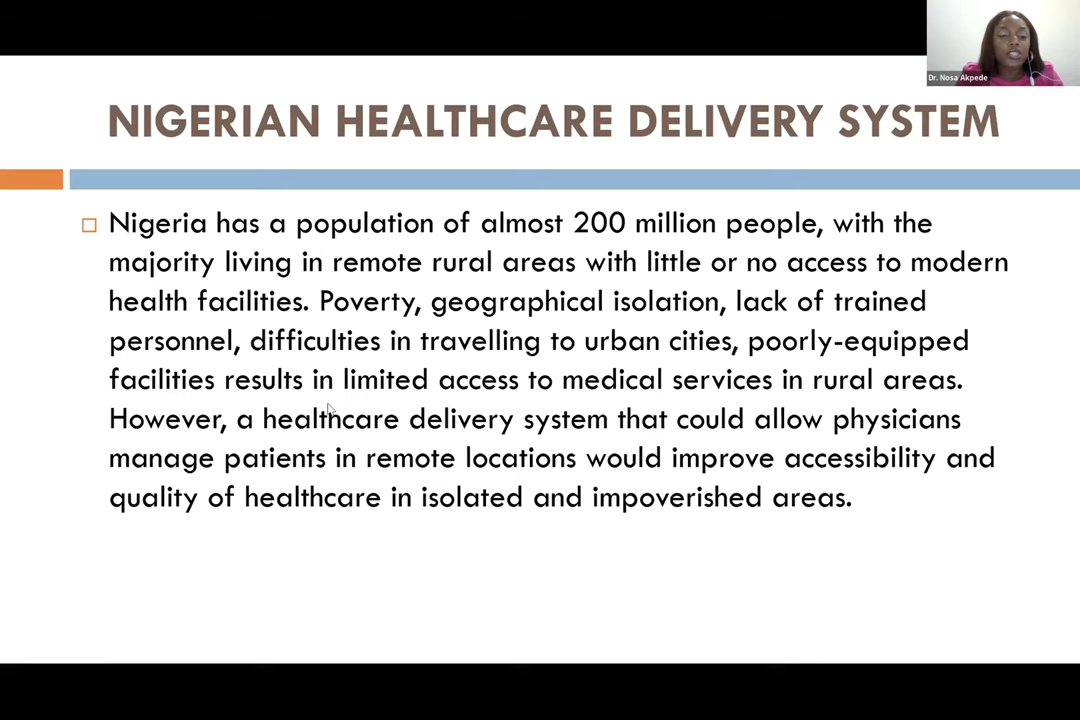 Dr. Nosa Akpede
NIGERIAN HEALTHCARE DELIVERY SYSTEM
Nigeria has a population of almost 200 million people, with the
majority living in remote rural areas with little or no access to modern
health facilities. Poverty, geographical isolation, lack of trained
personnel, difficulties in travelling to urban cities, poorly-equipped
facilities results in limited access to medical services in rural areas.
However, a healthcare delivery system that could allow physicians
manage patients in remote locations would improve accessibility and
quality of healthcare in isolated and impoverished areas.